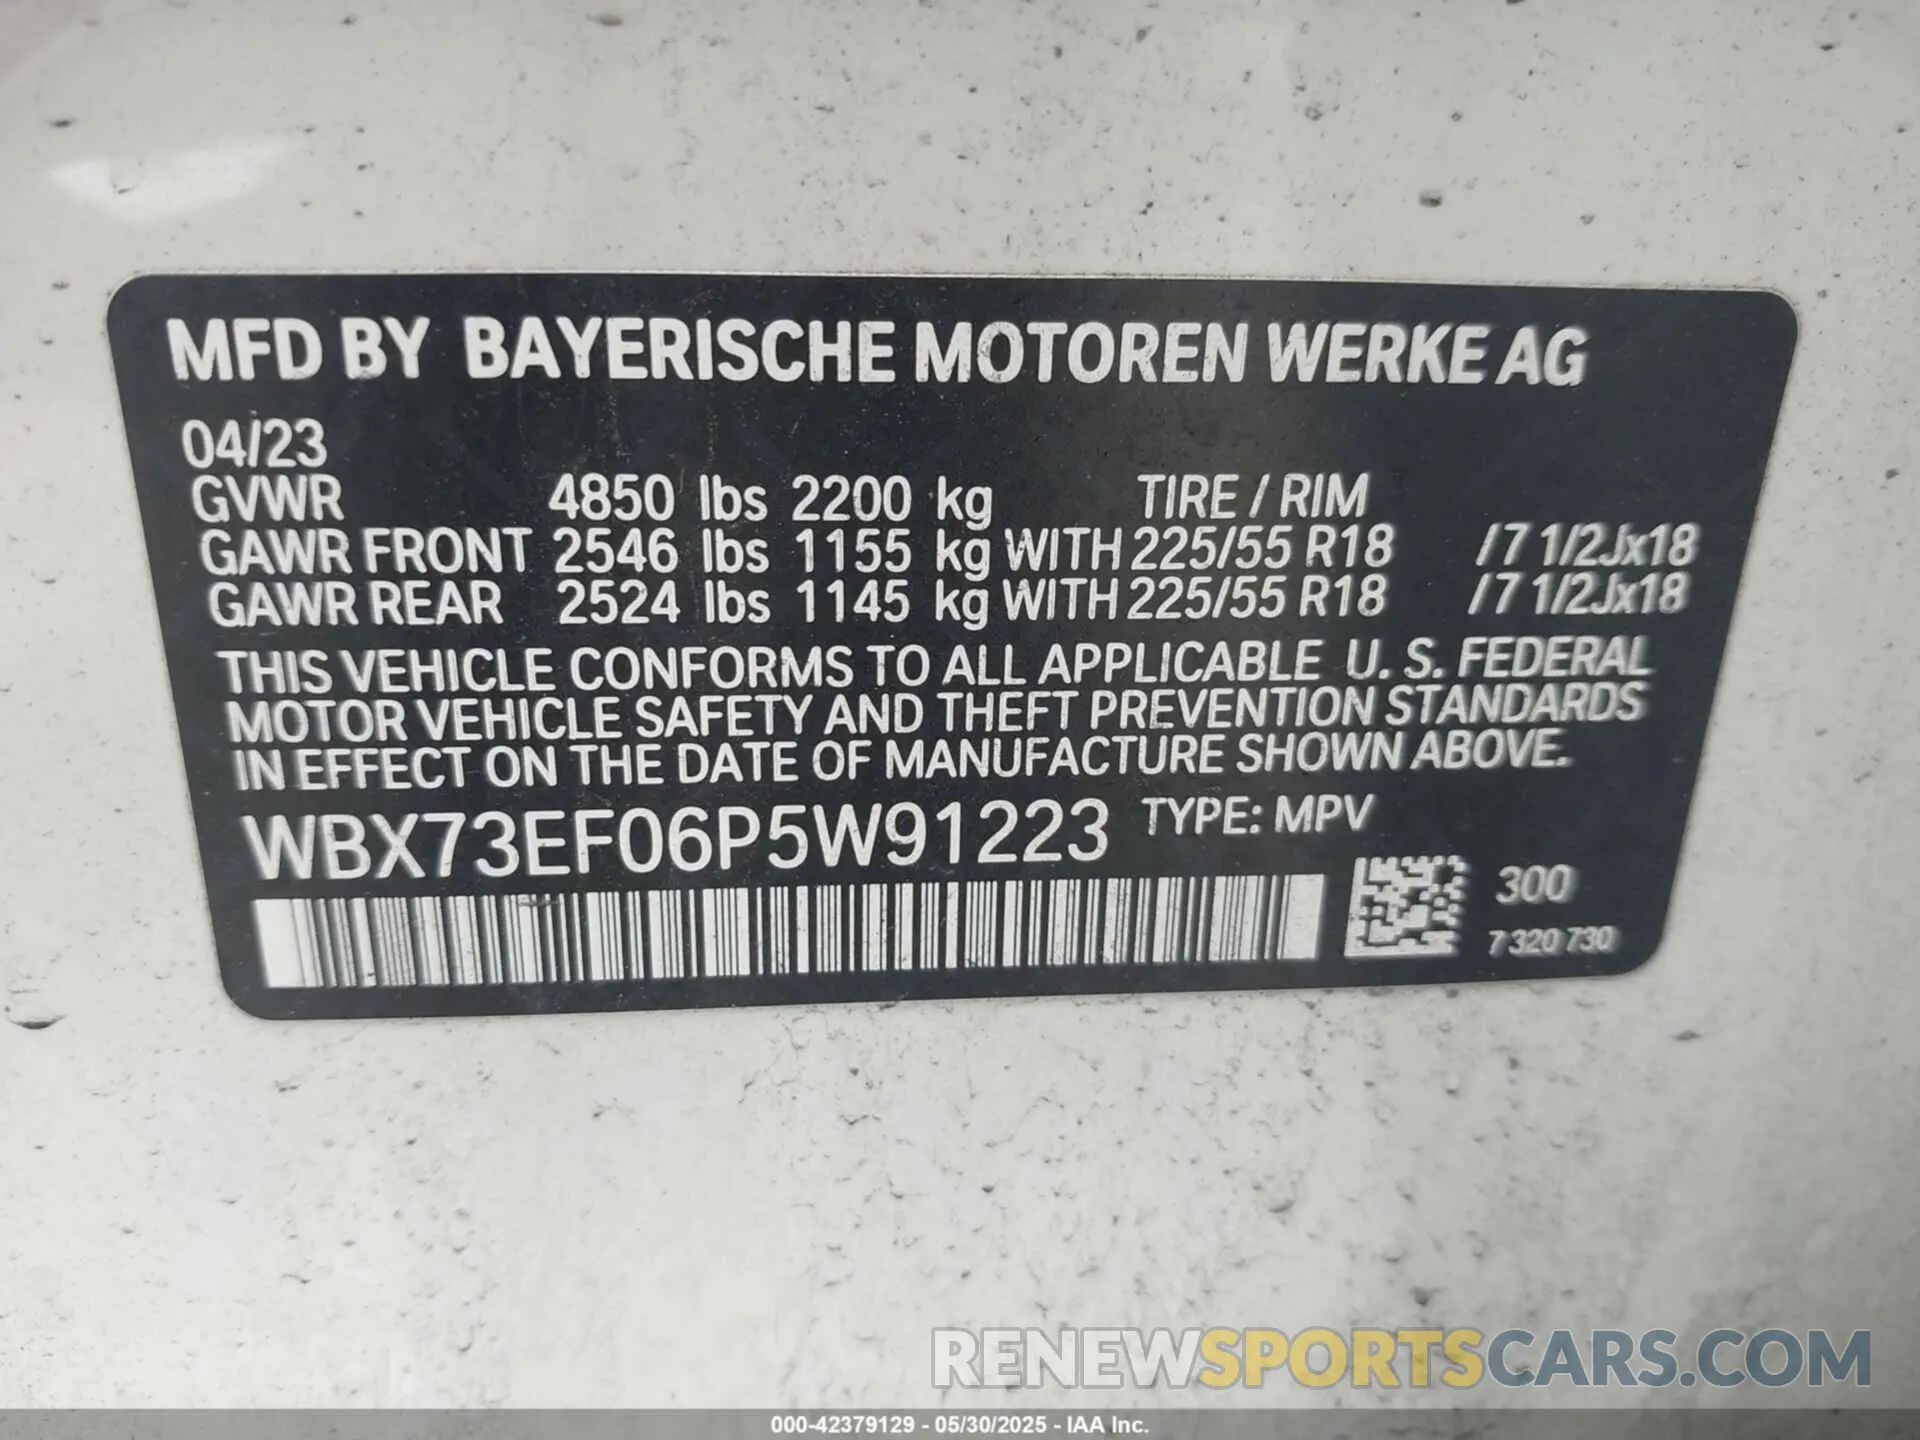 MFD BY BAYERISCHE MOTOREN WERKE AG
04/23
GVWR 4850 lbs 2200 kg TIRE / RIM
GAWR FRONT 2546 lbs 1155 kg WITH 225/55 R18 /7 1/2Jx18
GAWR REAR 2524 lbs 1145 kg WITH 225/55 R18 /7 1/2Jx18
THIS VEHICLE CONFORMS TO ALL APPLICABLE U. S. FEDERAL
MOTOR VEHICLE SAFETY AND THEFT PREVENTION STANDARDS
IN EFFECT ON THE DATE OF MANUFACTURE SHOWN ABOVE.
WBX73EF06P5W91223 TYPE: MPV
300
7 320 730
RENEWSPORTSCARS.COM
000-42379129 - 05/30/2025 - IAA Inc.